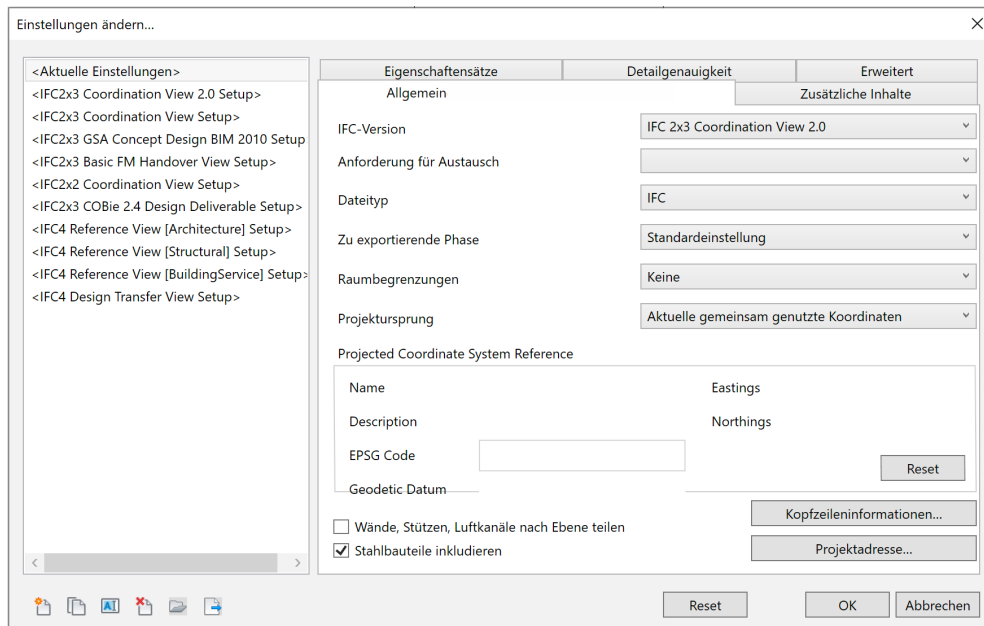 Einstellungen ändern...
<Aktuelle Einstellungen>
<IFC2x3 Coordination View 2.0 Setup>
<IFC2x3 Coordination View Setup>
<IFC2x3 GSA Concept Design BIM 2010 Setup
<IFC2x3 Basic FM Handover View Setup>
<IFC2x2 Coordination View Setup>
<IFC2x3 COBie 2.4 Design Deliverable Setup>
<IFC4 Reference View [Architecture] Setup>
<IFC4 Reference View [Structural] Setup>
<IFC4 Reference View [BuildingService] Setup>
<IFC4 Design Transfer View Setup>
Eigenschaftensätze Detailgenauigkeit Erweitert
Allgemein Zusätzliche Inhalte
IFC-Version IFC 2x3 Coordination View 2.0
Anforderung für Austausch
Dateityp IFC
Zu exportierende Phase Standardeinstellung
Raumbegrenzungen Keine
Projektursprung Aktuelle gemeinsam genutzte Koordinaten
Projected Coordinate System Reference
Name Eastings
Description Northings
EPSG Code
Reset
Geodetic Datum
Wände, Stützen, Luftkanäle nach Ebene teilen
Kopfzeileninformationen...
Stahlbauteile inkludieren
Projektadresse...
AI
Reset OK Abbrechen